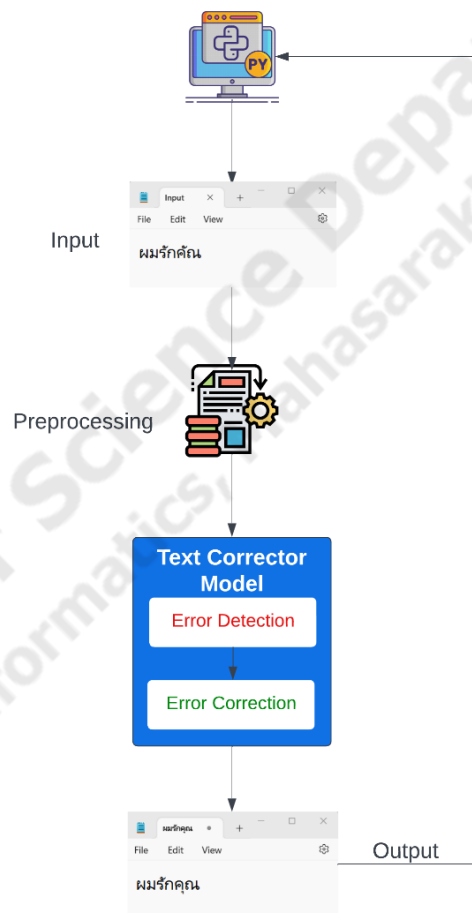 PY
Input
File Edit View
Input
ผมรักคัณ
Preprocessing
Text Corrector
Model
Error Detection
Error Correction
ผมรักคุณ
File Edit View
Output
ผมรักคุณ